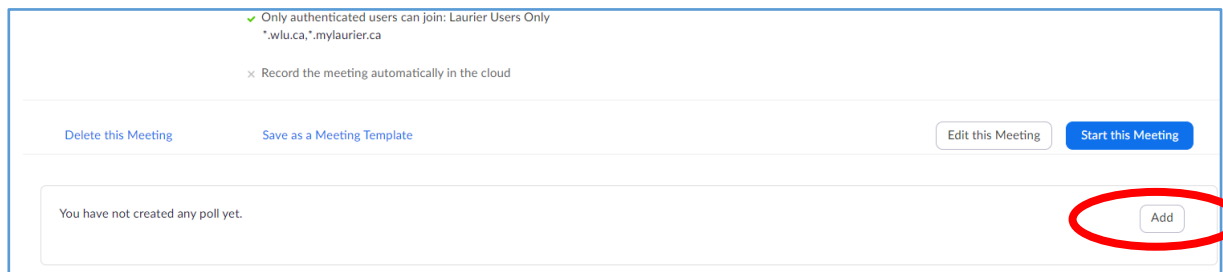 Only authenticated users can join: Laurier Users Only
*.wlu.ca,*.mylaurier.ca
Record the meeting automatically in the cloud
Delete this Meeting
Save as a Meeting Template
Edit this Meeting
Start this Meeting
You have not created any poll yet.
Add